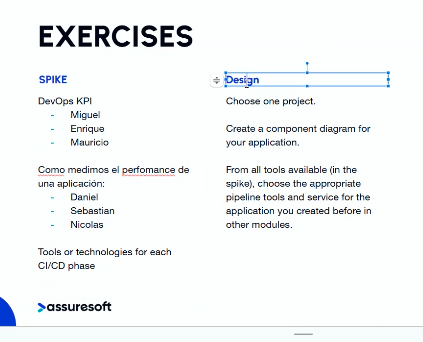 EXERCISES
SPIKE
DevOps KPI
- Miguel
- Enrique
- Mauricio
Como medimos el perfomance de
una aplicación:
- Daniel
- Sebastian
- Nicolas
Tools or technologies for each
CI/CD phase
Design
Choose one project.
Create a component diagram for
your application.
From all tools available (in the
spike), choose the appropriate
pipeline tools and service for the
application you created before in
other modules.
assuresoft